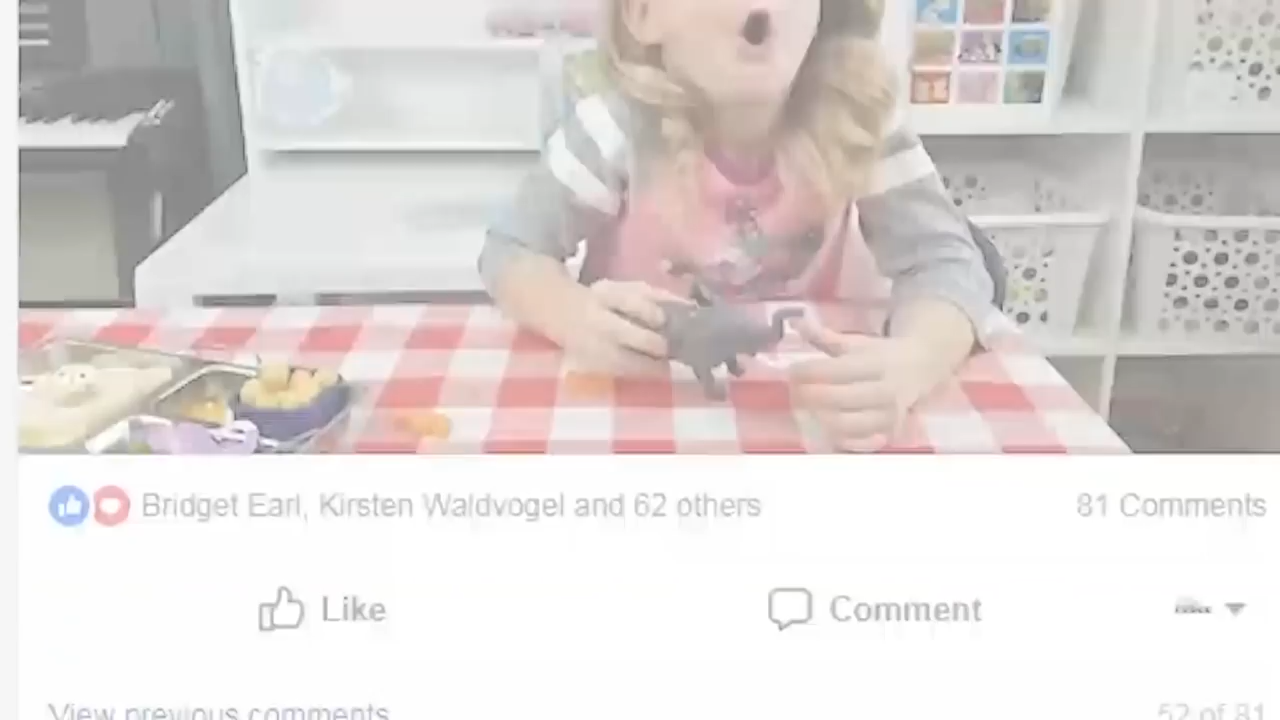 Bridget Earl, Kirsten Waldvogel and 62 others
81 Comments
Like
Comment
View previous comments
52 of 81